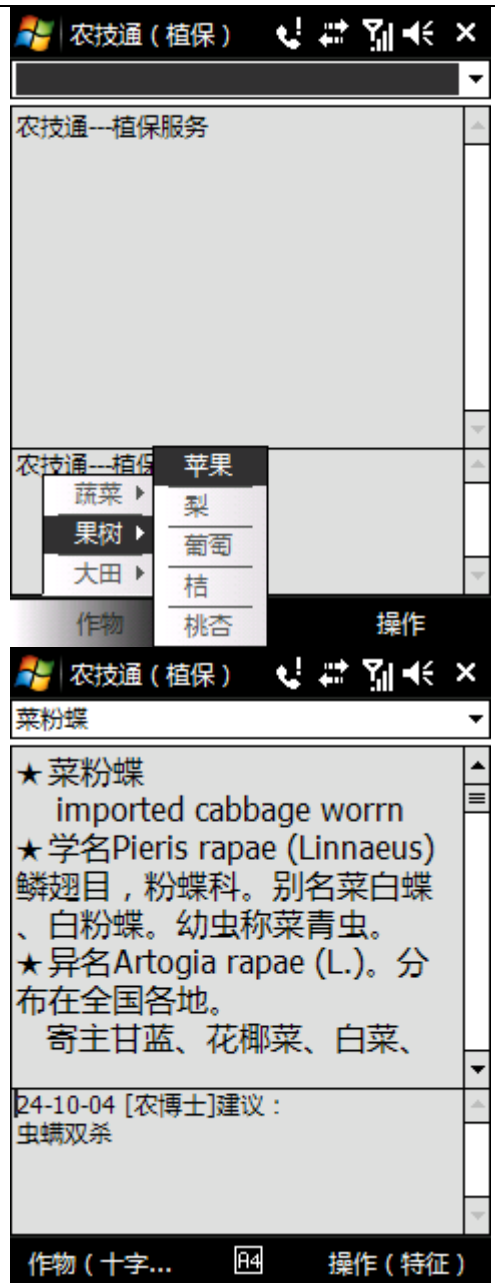 农技通（植保）
农技通---植保服务
农技通---植保
蔬菜
果树
大田
苹果
梨
葡萄
桔
桃杏
作物
操作
农技通（植保）
菜粉蝶
★菜粉蝶
imported cabbage worrn
★学名Pieris rapae (Linnaeus)
鳞翅目，粉蝶科。别名菜白蝶
、白粉蝶。幼虫称菜青虫。
★异名Artogia rapae (L.)。分
布在全国各地。
寄主甘蓝、花椰菜、白菜、
24-10-04 [农博士]建议：
虫螨双杀
作物（十字...
A4
操作（特征）